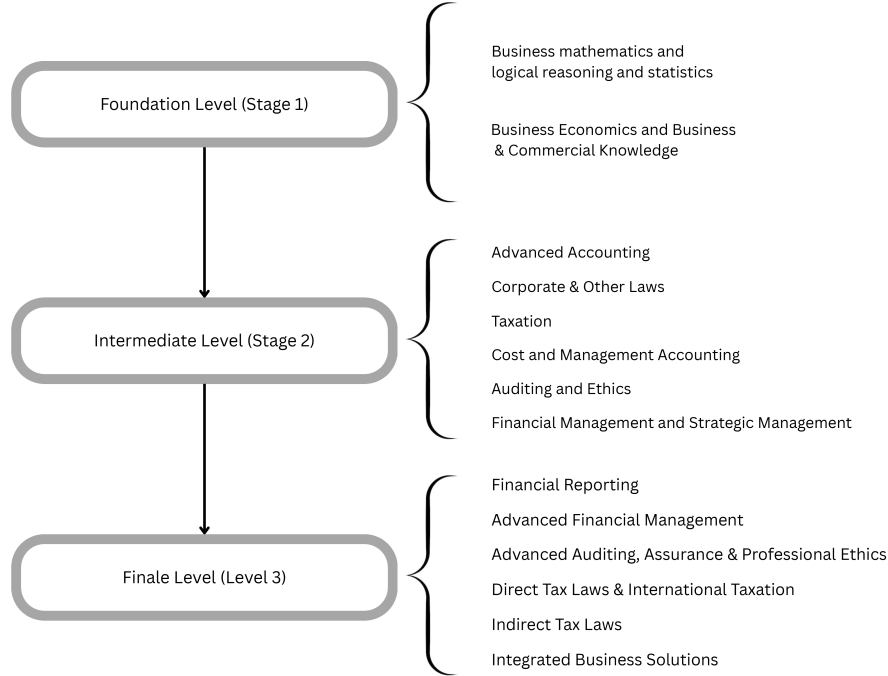 Foundation Level (Stage 1)
Business mathematics and
logical reasoning and statistics
Business Economics and Business
& Commercial Knowledge
Intermediate Level (Stage 2)
Advanced Accounting
Corporate & Other Laws
Taxation
Cost and Management Accounting
Auditing and Ethics
Financial Management and Strategic Management
Finale Level (Level 3)
Financial Reporting
Advanced Financial Management
Advanced Auditing, Assurance & Professional Ethics
Direct Tax Laws & International Taxation
Indirect Tax Laws
Integrated Business Solutions